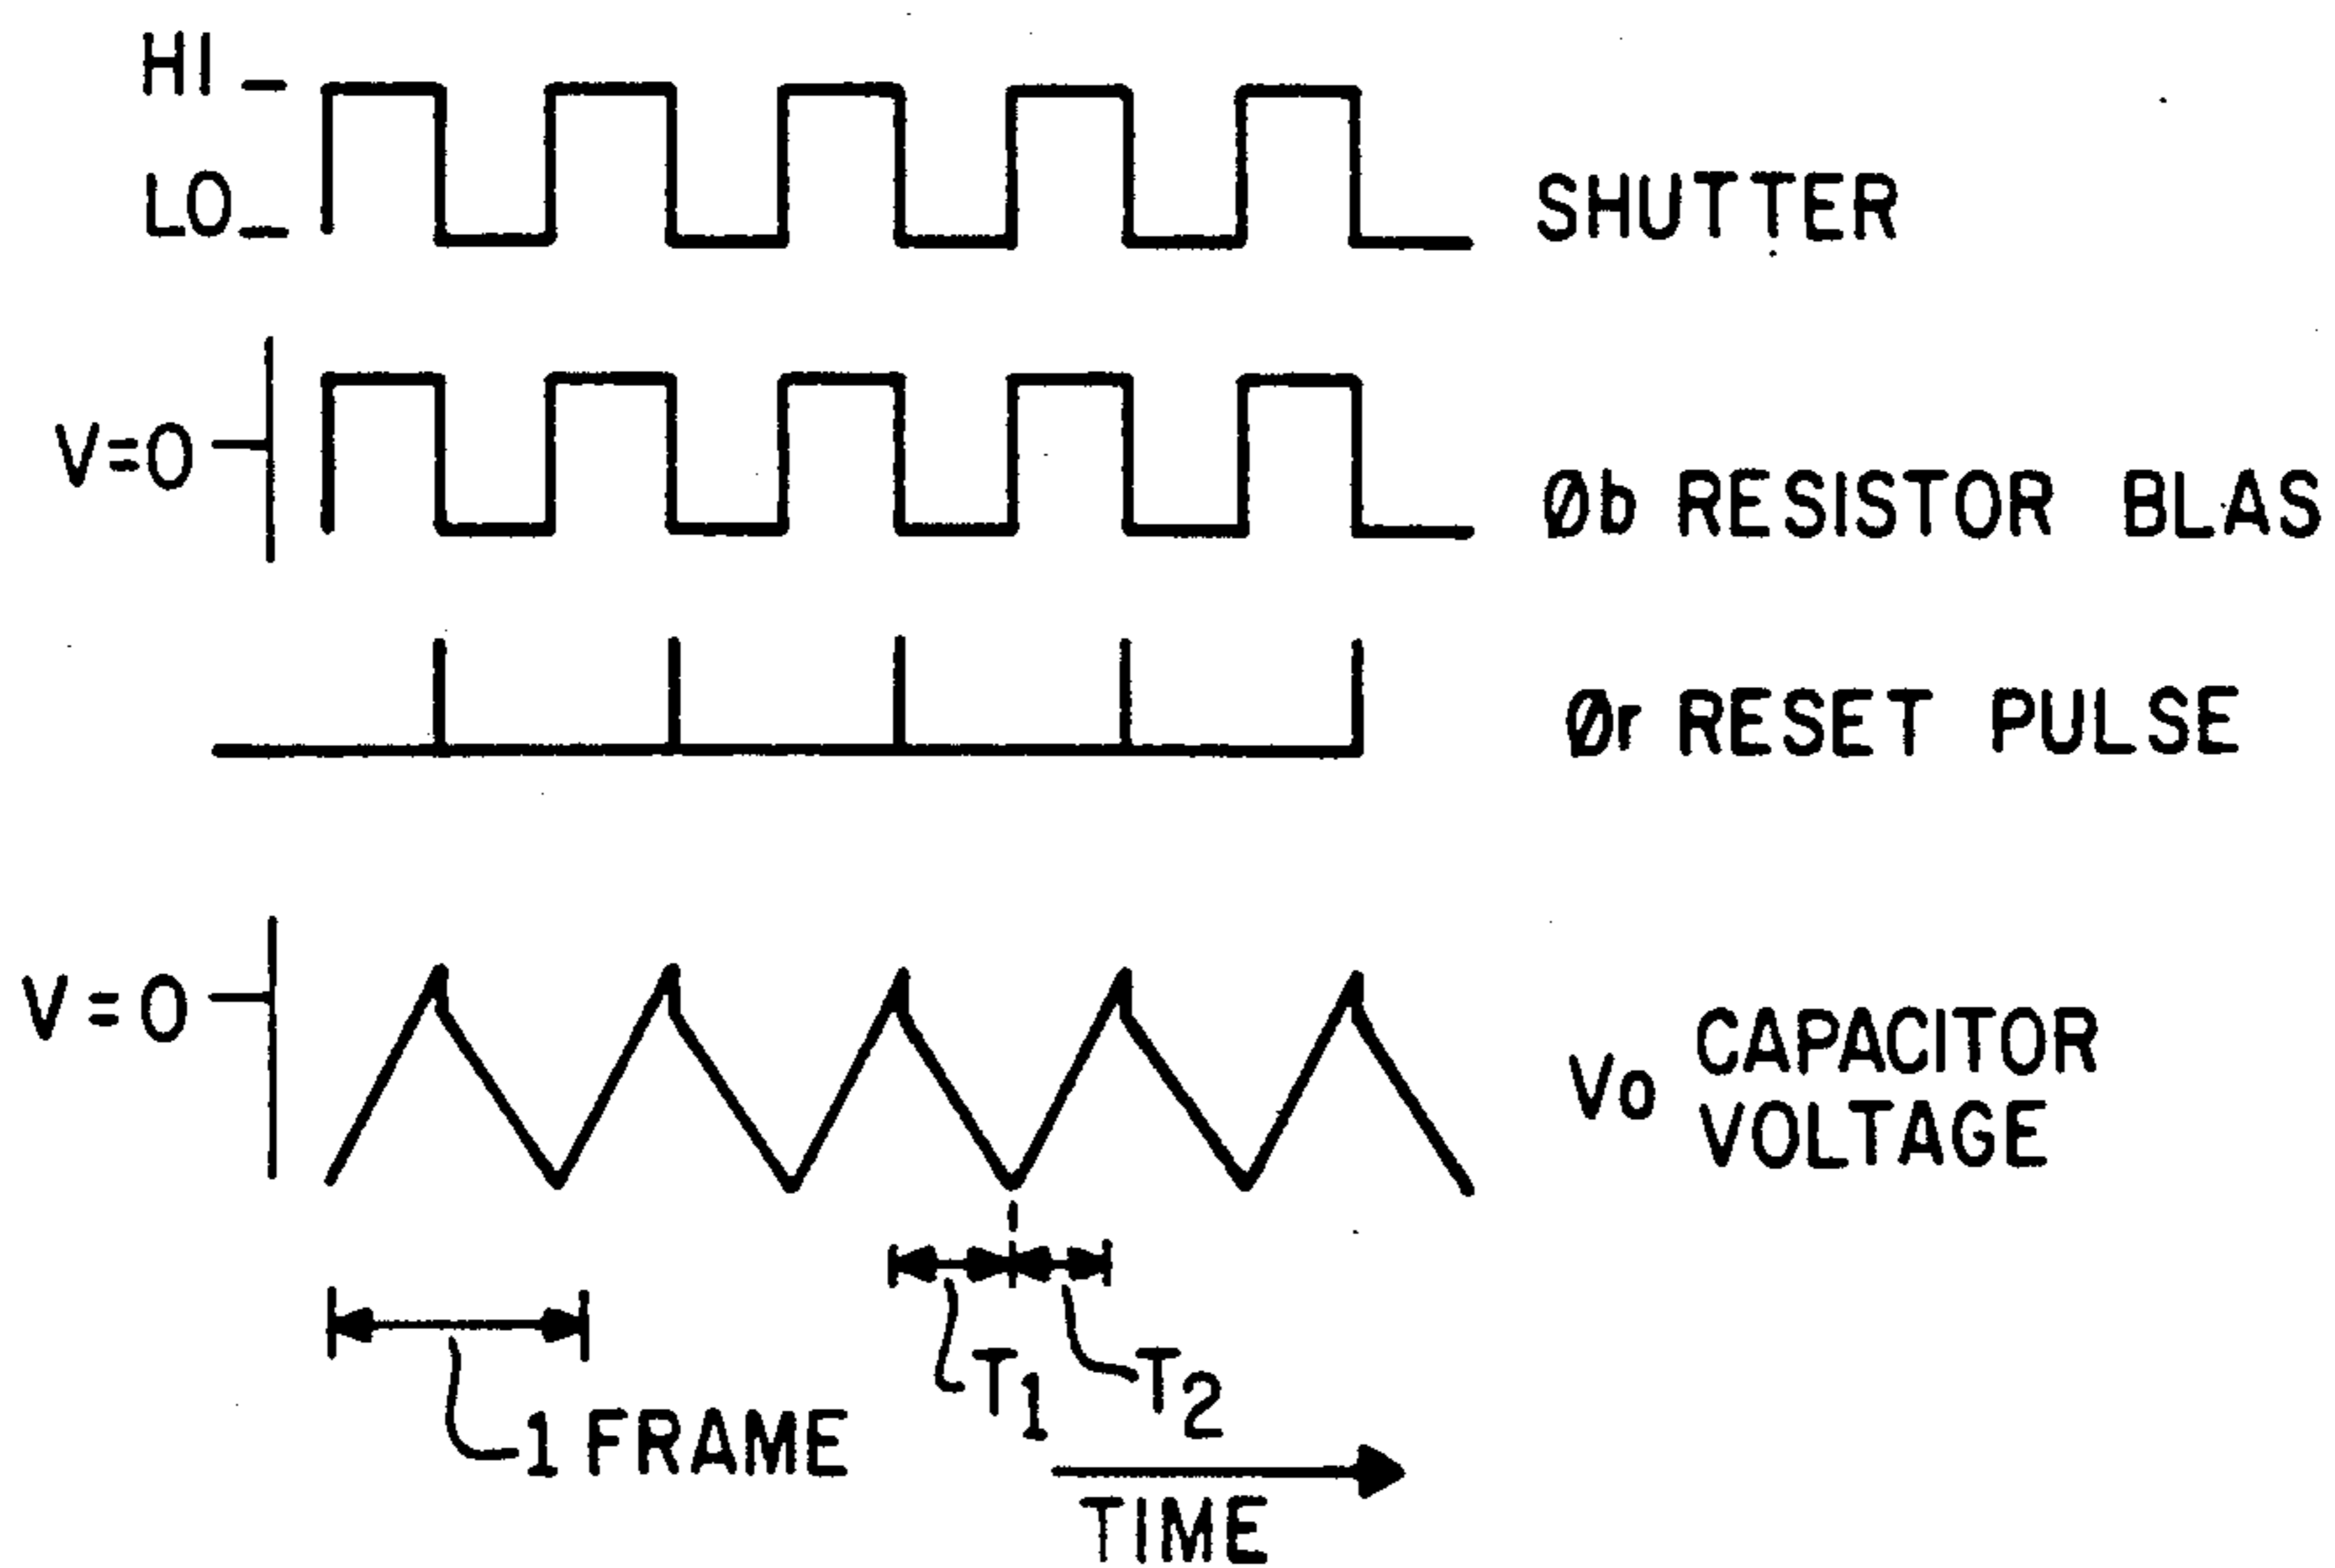 HI
LO
SHUTTER
V=0
Øb RESISTOR BLAS
Ør RESET PULSE
V=0
Vo CAPACITOR
VOLTAGE
T1
T2
1 FRAME
TIME